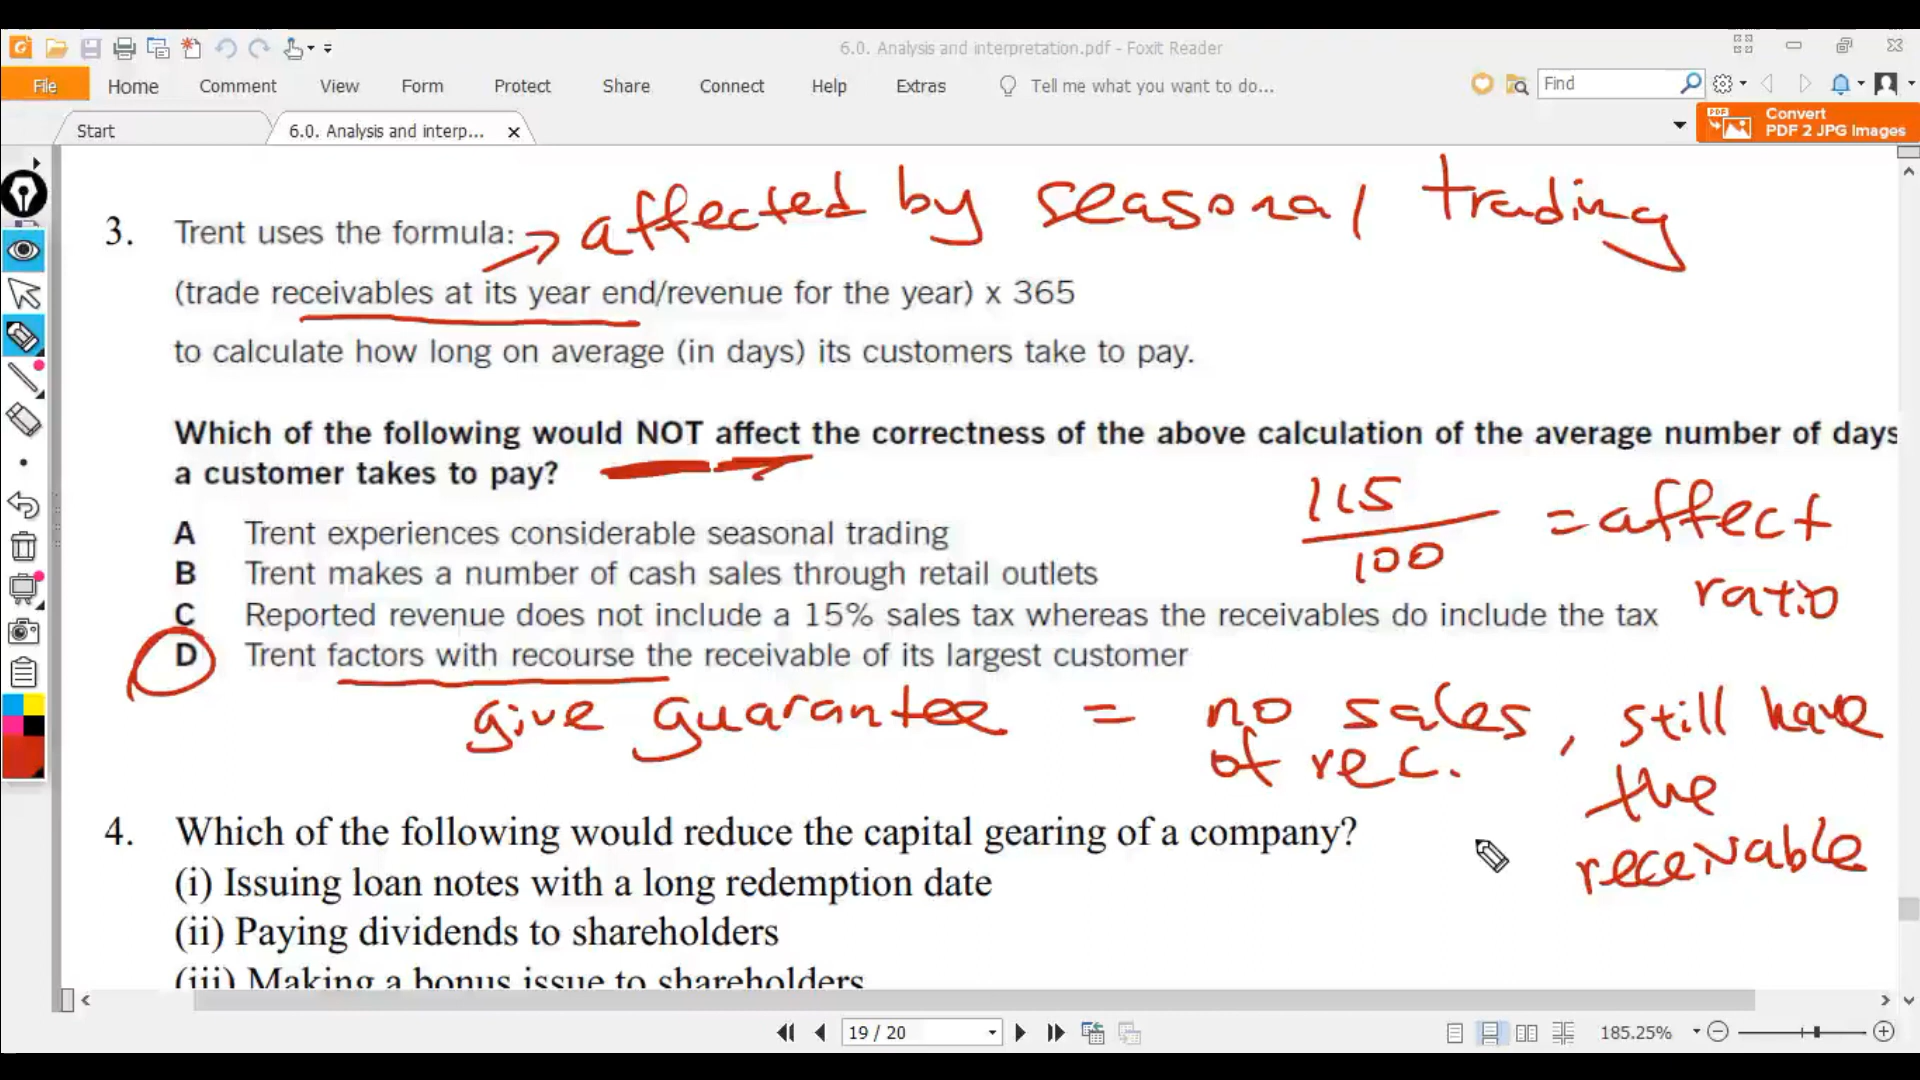 6.0. Analysis and interpretation.pdf - Foxit Reader
File Home Comment View Form Protect Share Connect Help Extras Tell me what you want to do... Find
Start 6.0. Analysis and interp... Convert
PDF 2 JPG Images
affected by seasonal trading
3. Trent uses the formula:
(trade receivables at its year end/revenue for the year) x 365
to calculate how long on average (in days) its customers take to pay.
Which of the following would NOT affect the correctness of the above calculation of the average number of days
a customer takes to pay?
115
100
= affect
ratio
A Trent experiences considerable seasonal trading
B Trent makes a number of cash sales through retail outlets
C Reported revenue does not include a 15% sales tax whereas the receivables do include the tax
D Trent factors with recourse the receivable of its largest customer
give guarantee = no sales
of rec.
, still have
the
receivable
4. Which of the following would reduce the capital gearing of a company?
(i) Issuing loan notes with a long redemption date
(ii) Paying dividends to shareholders
(iii) Making a bonus issue to shareholders
19 / 20 185.25%